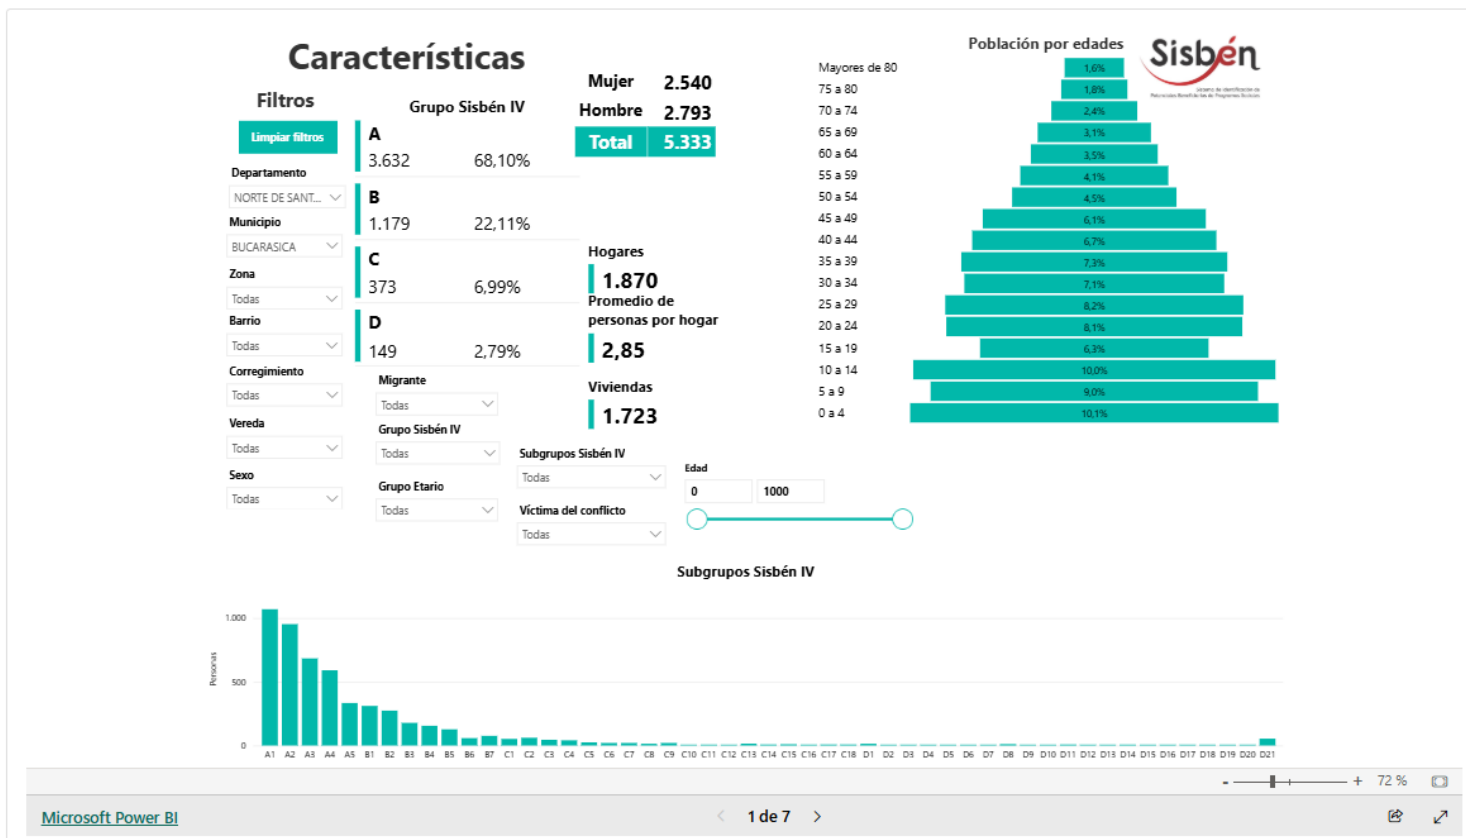 Características
Filtros
Limpiar filtros
Departamento
NORTE DE SANT...
Municipio
BUCARASICA
Zona
Todas
Barrio
Todas
Corregimiento
Todas
Vereda
Todas
Sexo
Todas
Grupo Sisbén IV
A
3.632 68,10%
B
1.179 22,11%
C
373 6,99%
D
149 2,79%
Migrante
Todas
Grupo Sisbén IV
Todas
Grupo Etario
Todas
Mujer 2.540
Hombre 2.793
Total 5.333
Hogares
1.870
Promedio de
personas por hogar
2,85
Viviendas
1.723
Subgrupos Sisbén IV
Todas
Víctima del conflicto
Todas
Edad
0 1000
Población por edades
Sisbén
Mayores de 80 1,6%
75 a 80 1,8%
70 a 74 2,4%
65 a 69 3,1%
60 a 64 3,5%
55 a 59 4,1%
50 a 54 4,5%
45 a 49 6,1%
40 a 44 6,7%
35 a 39 7,3%
30 a 34 7,1%
25 a 29 8,2%
20 a 24 8,1%
15 a 19 6,3%
10 a 14 10,0%
5 a 9 9,0%
0 a 4 10,1%
Subgrupos Sisbén IV
Personas
1.000
500
0
A1 A2 A3 A4 A5 B1 B2 B3 B4 B5 B6 B7 C1 C2 C3 C4 C5 C6 C7 C8 C9 C10 C11 C12 C13 C14 C15 C16 C17 C18 D1 D2 D3 D4 D5 D6 D7 D8 D9 D10 D11 D12 D13 D14 D15 D16 D17 D18 D19 D20 D21
- + 72 %
Microsoft Power BI
1 de 7